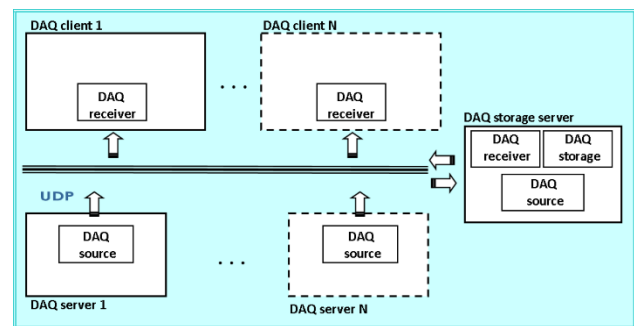 DAQ client 1
DAQ client N
DAQ
receiver
. . .
DAQ
receiver
DAQ storage server
DAQ
receiver
DAQ
storage
DAQ
source
UDP
DAQ
source
. . .
DAQ
source
DAQ server 1
DAQ server N